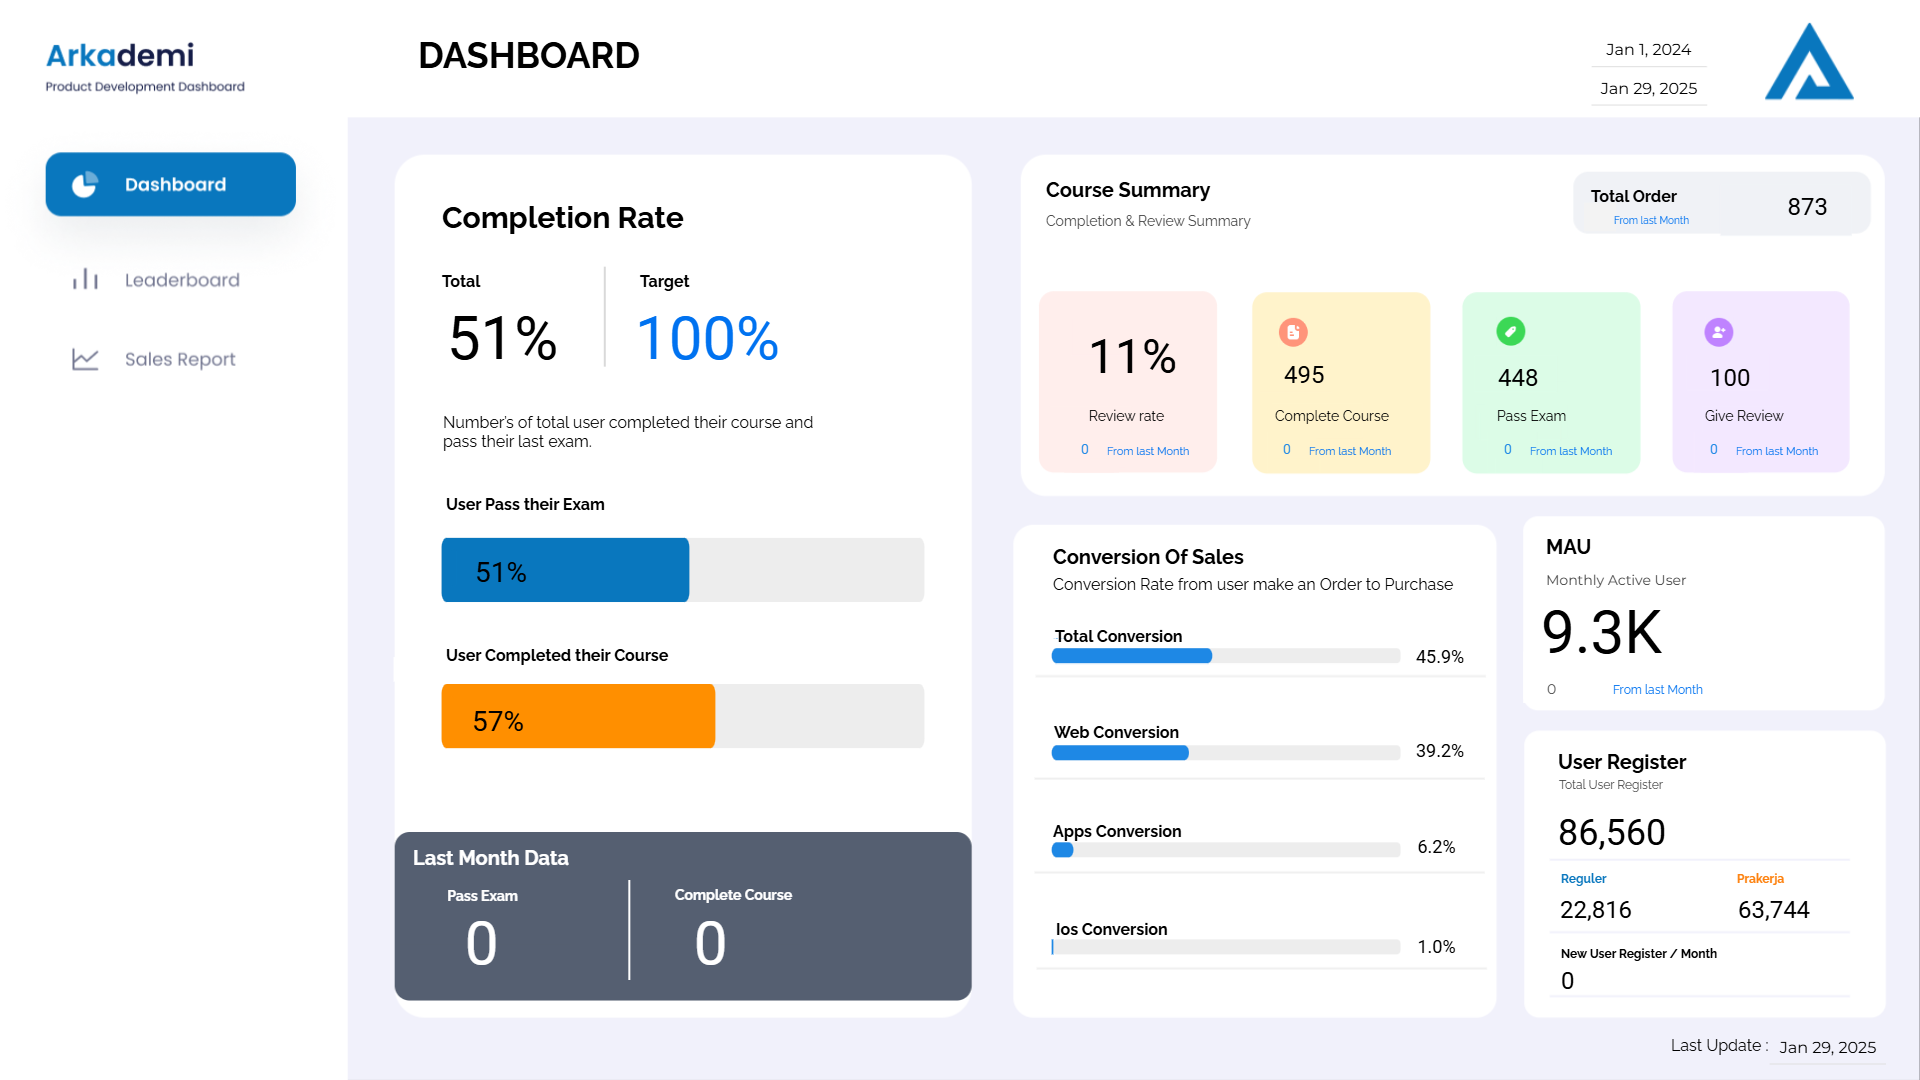 Arkademi
Product Development Dashboard
Dashboard
Leaderboard
Sales Report
DASHBOARD
Jan 1, 2024
Jan 29, 2025
Completion Rate
Total
Target
51%
100%
Number's of total user completed their course and
pass their last exam.
User Pass their Exam
51%
User Completed their Course
57%
Last Month Data
Pass Exam
Complete Course
0
0
Course Summary
Completion & Review Summary
Total Order
From last Month
873
11%
Review rate
0 From last Month
495
Complete Course
0 From last Month
448
Pass Exam
0 From last Month
100
Give Review
0 From last Month
Conversion Of Sales
Conversion Rate from user make an Order to Purchase
Total Conversion
45.9%
Web Conversion
39.2%
Apps Conversion
6.2%
Ios Conversion
1.0%
MAU
Monthly Active User
9.3K
0 From last Month
User Register
Total User Register
86,560
Reguler Prakerja
22,816 63,744
New User Register / Month
0
Last Update : Jan 29, 2025